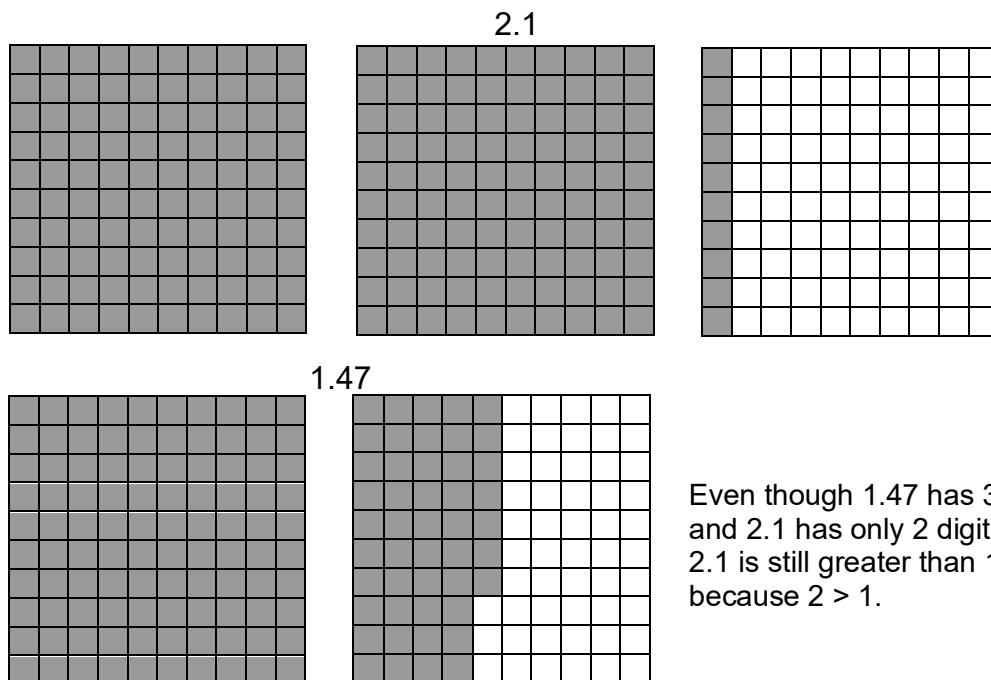 2.1
1.47
Even though 1.47 has 3
and 2.1 has only 2 digit
2.1 is still greater than 1
because 2 > 1.